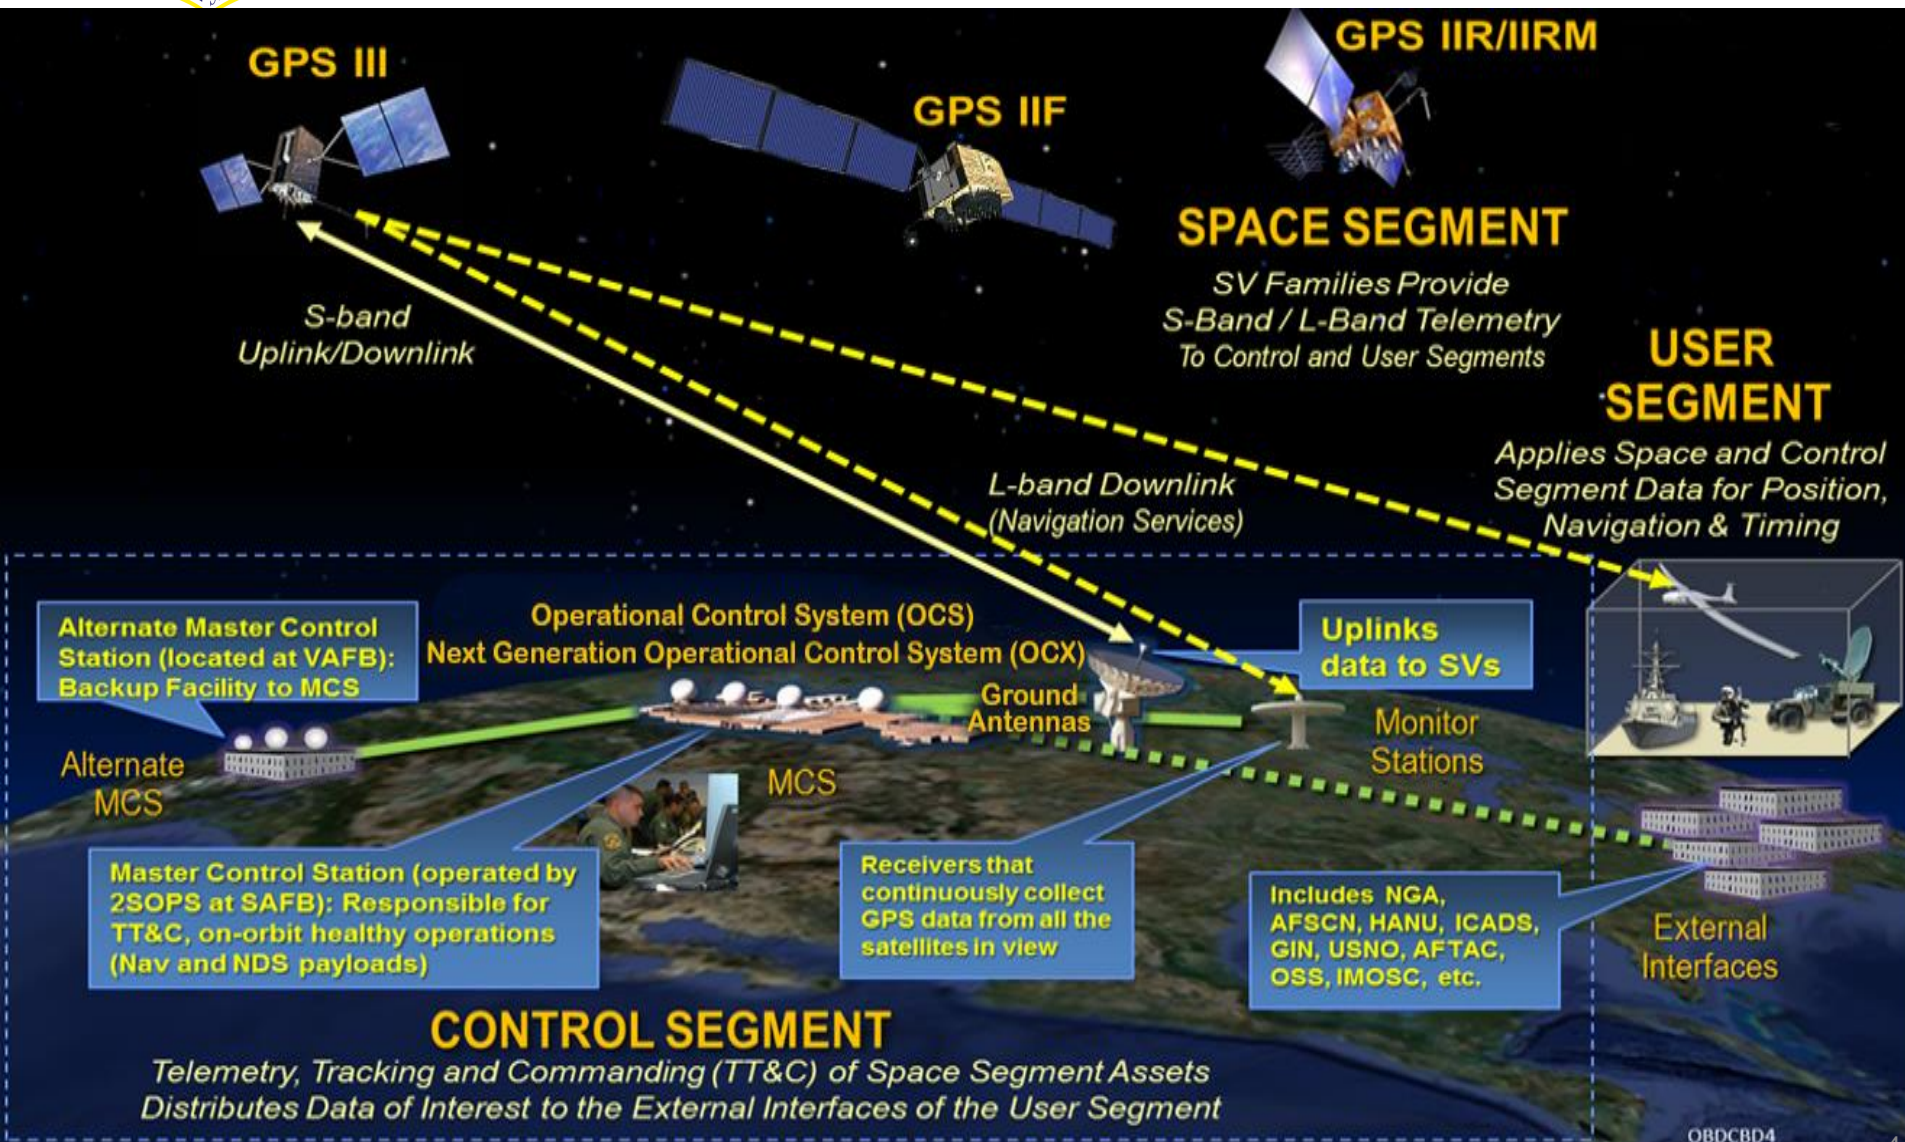 GPS III
GPS IIF
GPS IIR/IIRM
SPACE SEGMENT
SV Families Provide
S-Band / L-Band Telemetry
To Control and User Segments
S-band
Uplink/Downlink
USER
SEGMENT
Applies Space and Control
Segment Data for Position,
Navigation & Timing
L-band Downlink
(Navigation Services)
Alternate Master Control
Station (located at VAFB):
Backup Facility to MCS
Operational Control System (OCS)
Next Generation Operational Control System (OCX)
Uplinks
data to SVs
Ground
Antennas
Monitor
Stations
Alternate
MCS
MCS
Master Control Station (operated by
2SOPS at SAFB): Responsible for
TT&C, on-orbit healthy operations
(Nav and NDS payloads)
Receivers that
continuously collect
GPS data from all the
satellites in view
Includes NGA,
AFSCN, HANU, ICADS,
GIN, USNO, AFTAC,
OSS, IMOSC, etc.
External
Interfaces
CONTROL SEGMENT
Telemetry, Tracking and Commanding (TT&C) of Space Segment Assets
Distributes Data of Interest to the External Interfaces of the User Segment
OBDCBD4
4